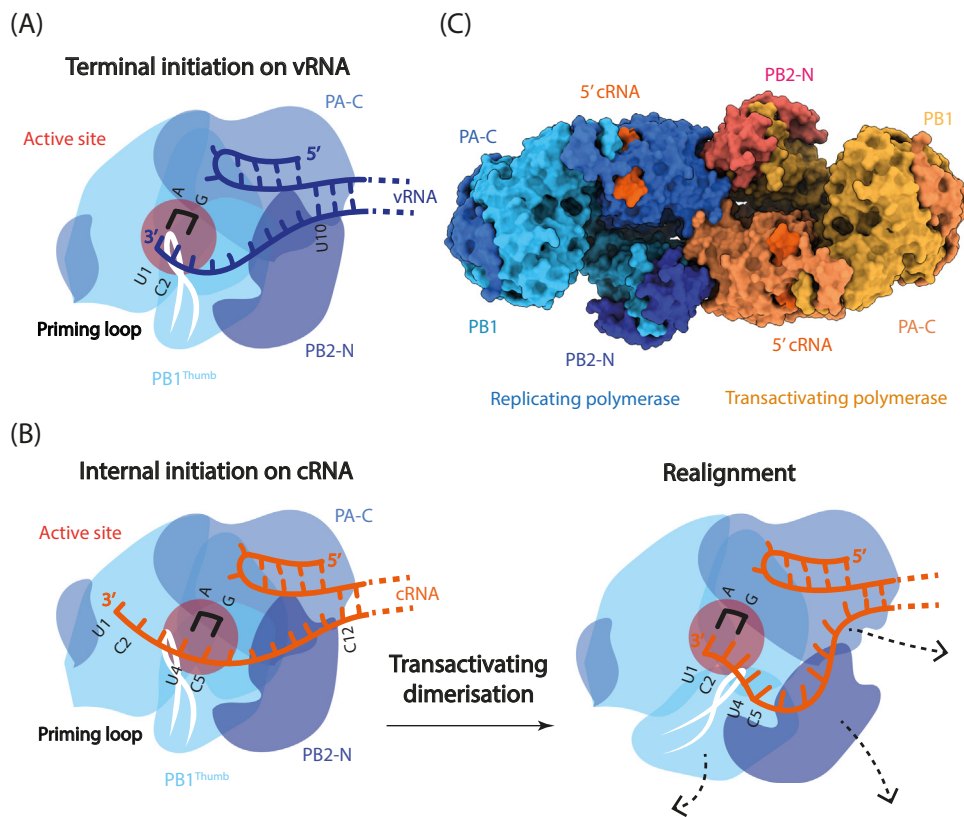 (A)
Terminal initiation on vRNA
PA-C
Active site
5′
A
G
vRNA
3′
U10
U1
C2
Priming loop
PB2-N
PB1Thumb
(C)
PB2-N
5′ cRNA
PB1
PA-C
PB1
PA-C
PB2-N
5′ cRNA
Replicating polymerase
Transactivating polymerase
(B)
Internal initiation on cRNA
PA-C
Active site
5′
A
G
cRNA
3′
U1
C2
C12
U4
C5
Priming loop
PB2-N
PB1Thumb
Transactivating
dimerisation
Realignment
5′
A
G
3′
U1
C2
U4
C5